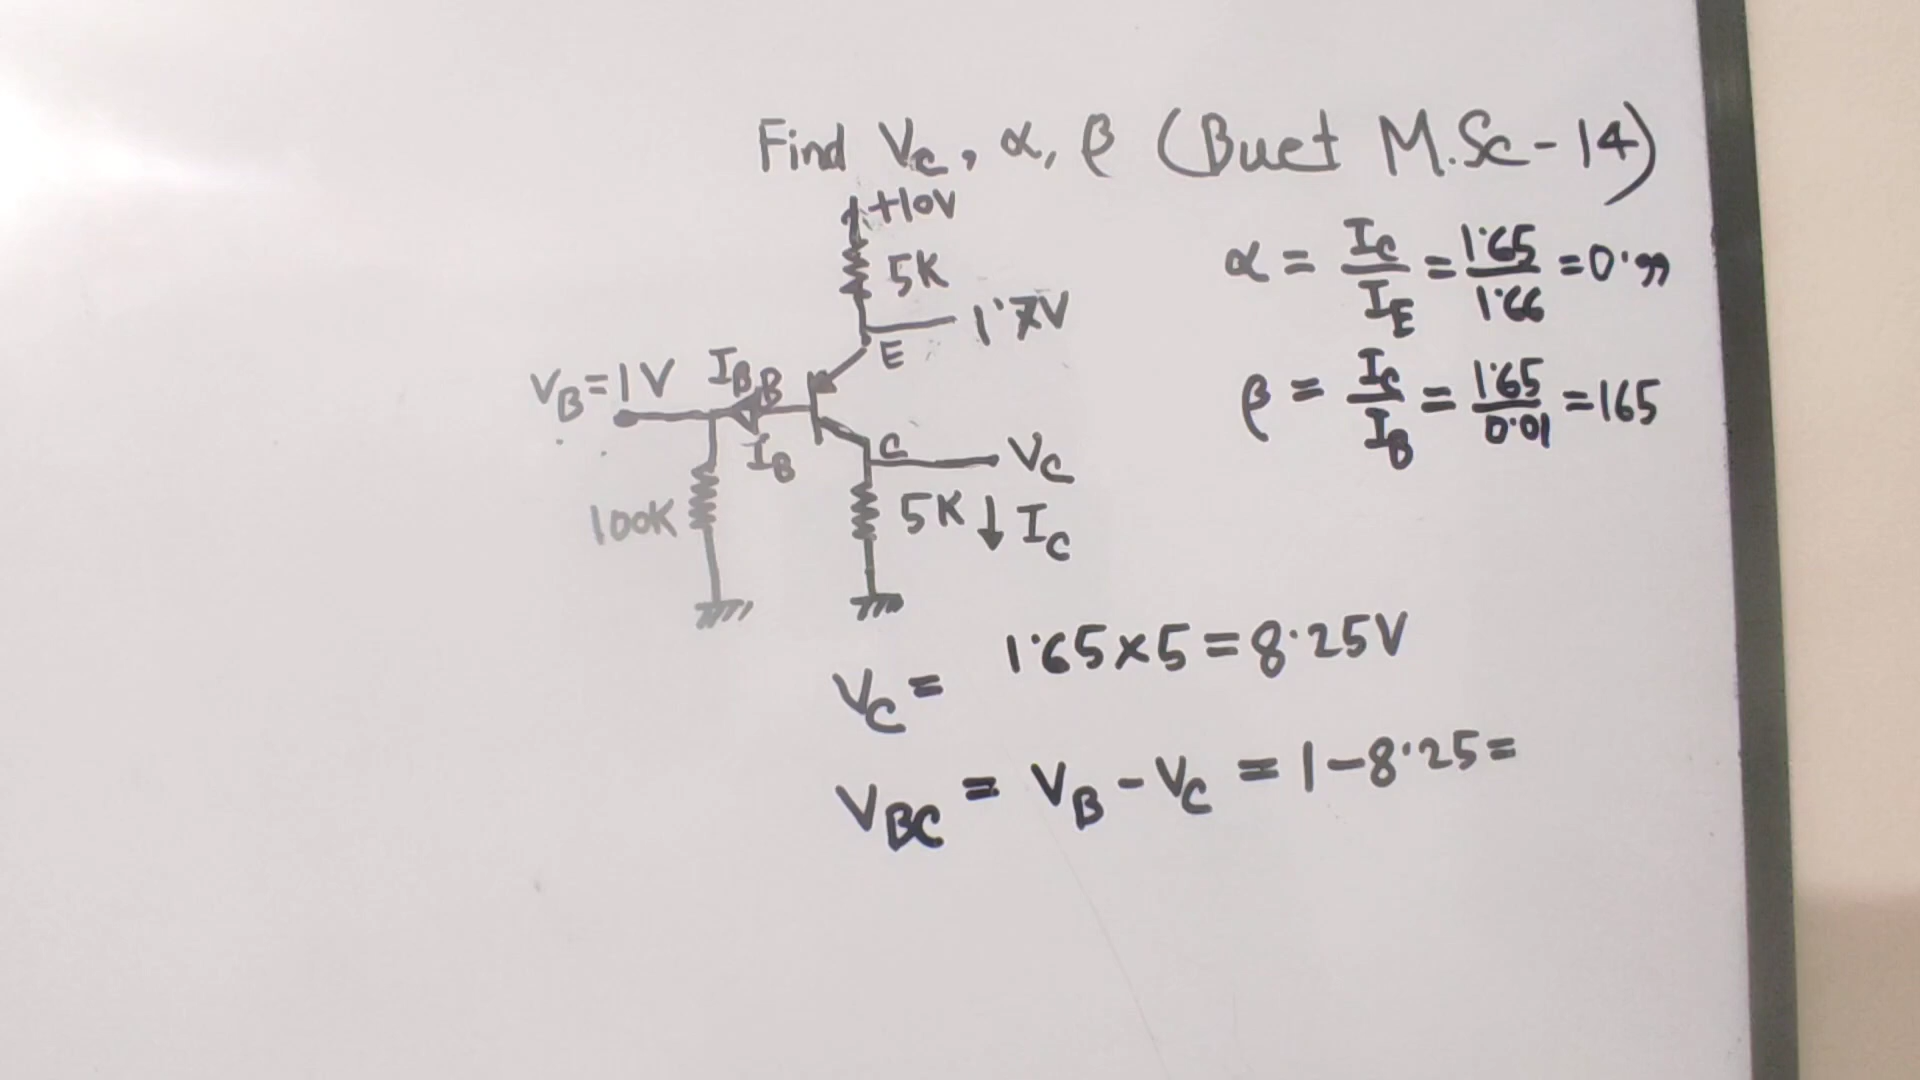 Find Vc, α, β (Buet M.Sc-14)
+10V
5K
1.7V
E
VB=1V
IB
B
IB
C
Vc
100K
5K ↓ Ic
α = Ic/IE = 1.65/1.66 = 0.99
β = Ic/IB = 1.65/0.01 = 165
Vc = 1.65×5=8.25V
VBC = VB - VC = 1-8.25=